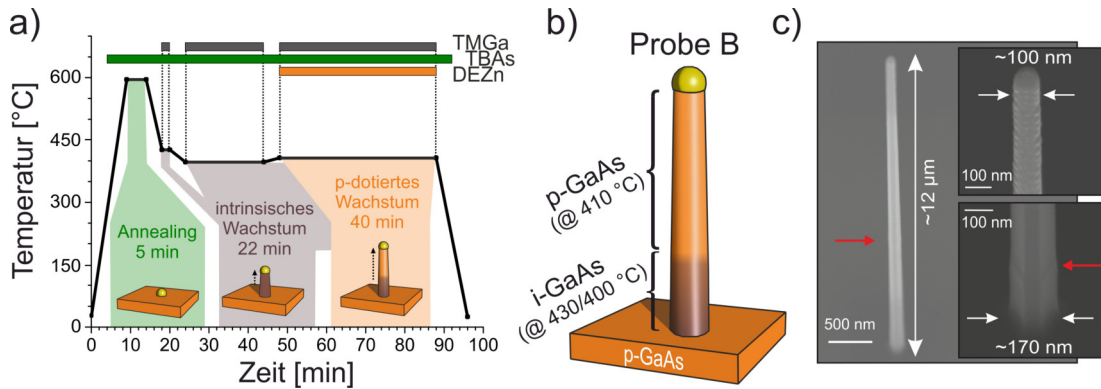 a)
TMGa
TBAs
DEZn
Temperatur [°C]
600
450
300
150
0
Annealing
5 min
intrinsisches
Wachstum
22 min
p-dotiertes
Wachstum
40 min
0 10 20 30 40 50 60 70 80 90 100
Zeit [min]
b)
Probe B
p-GaAs
(@ 410 °C)
i-GaAs
(@ 430/400 °C)
p-GaAs
c)
~12 µm
500 nm
~100 nm
100 nm
100 nm
~170 nm